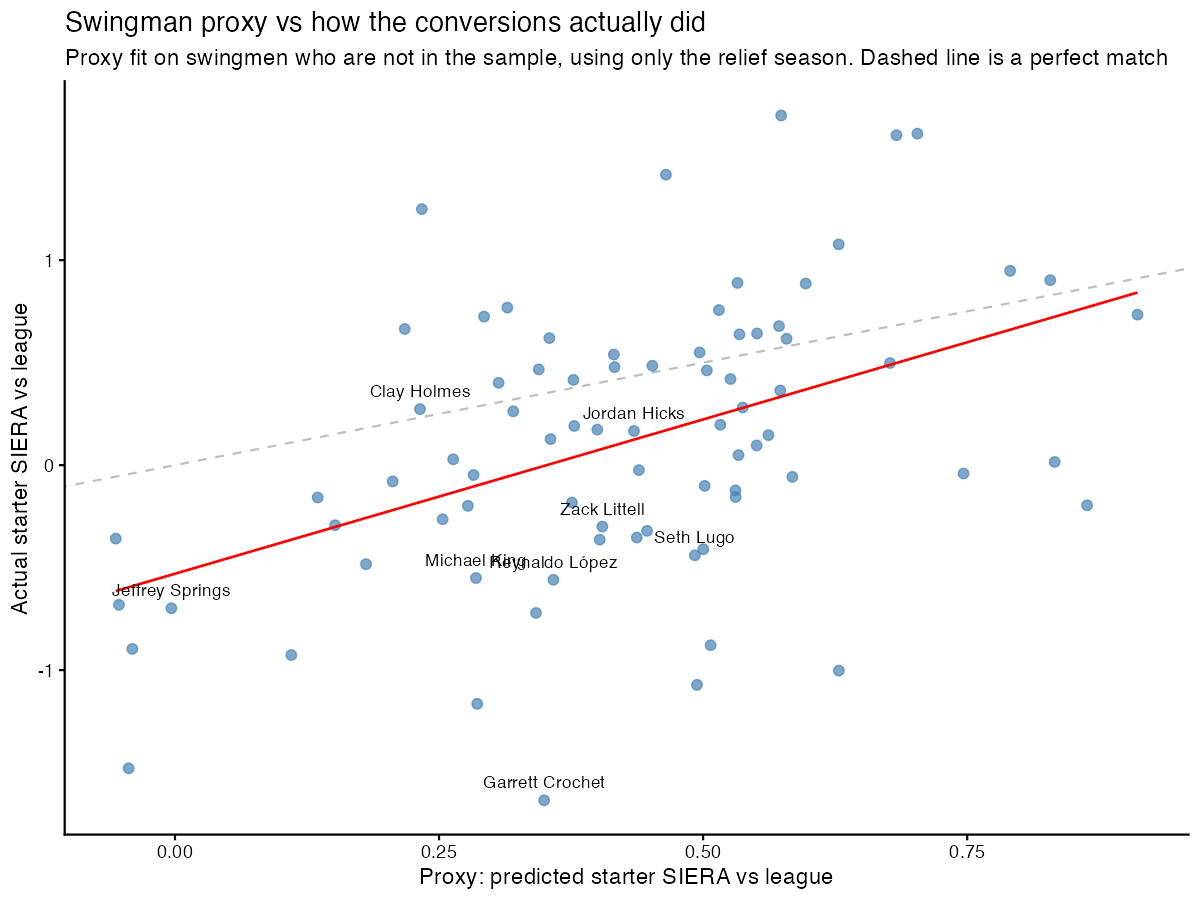 Swingman proxy vs how the conversions actually did
Proxy fit on swingmen who are not in the sample, using only the relief season. Dashed line is a perfect match
Actual starter SIERA vs league
1
0
-1
Clay Holmes
Jordan Hicks
Zack Littell
Seth Lugo
Michael King
Reynaldo López
Jeffrey Springs
Garrett Crochet
0.00
0.25
0.50
0.75
Proxy: predicted starter SIERA vs league